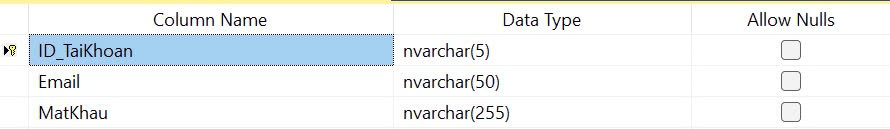 Column Name Data Type Allow Nulls
ID_TaiKhoan nvarchar(5)
Email nvarchar(50)
MatKhau nvarchar(255)